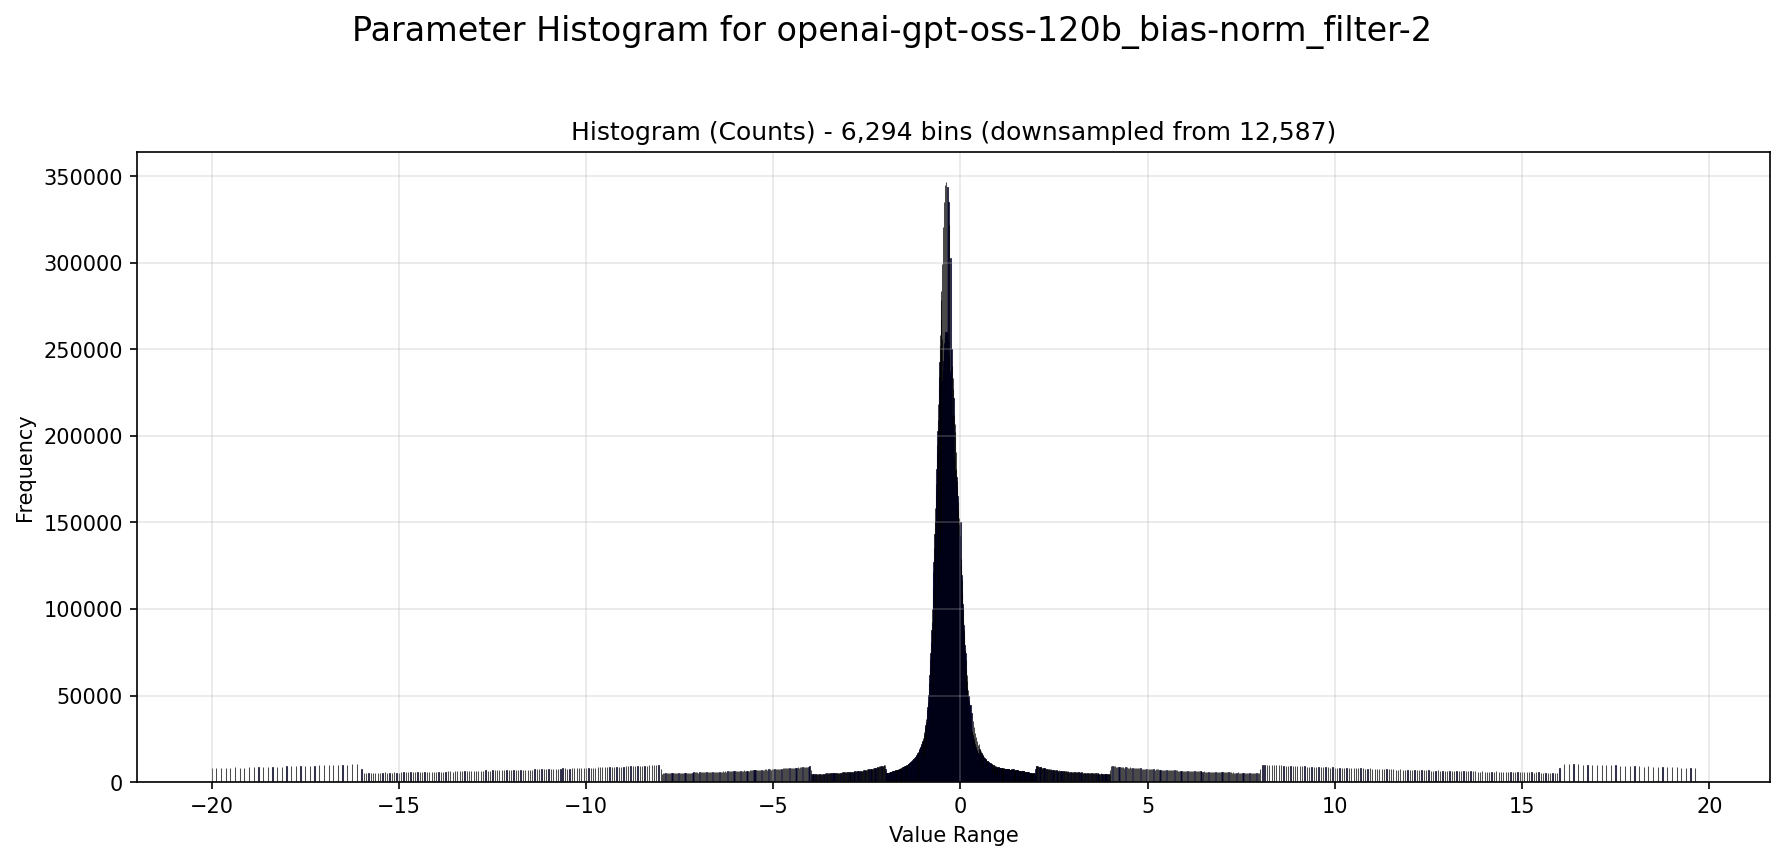 Parameter Histogram for openai-gpt-oss-120b_bias-norm_filter-2
Histogram (Counts) - 6,294 bins (downsampled from 12,587)
350000
300000
250000
200000
150000
100000
50000
0
Frequency
−20 −15 −10 −5 0 5 10 15 20
Value Range